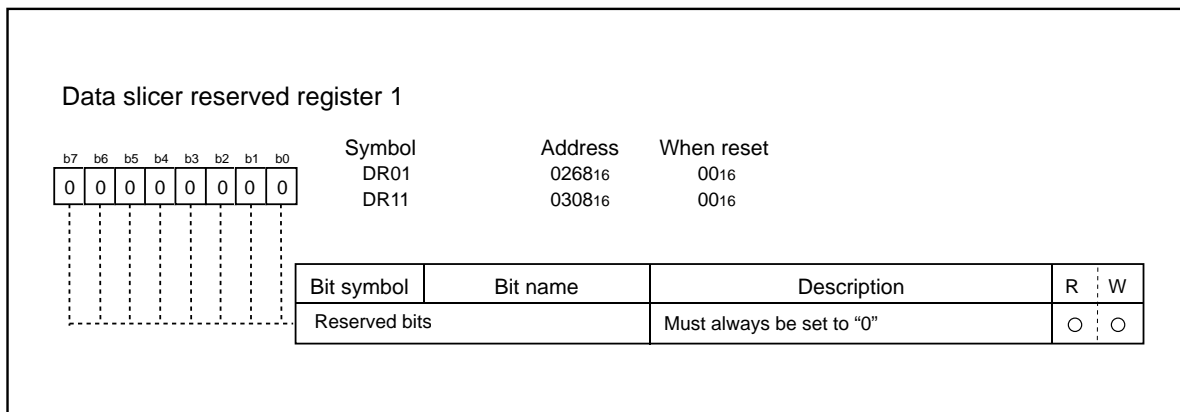 Data slicer reserved register 1
b7 b6 b5 b4 b3 b2 b1 b0
0 0 0 0 0 0 0 0
Symbol Address When reset
DR01 026816 0016
DR11 030816 0016
Bit symbol Bit name Description R W
Reserved bits Must always be set to “0” ○ ○